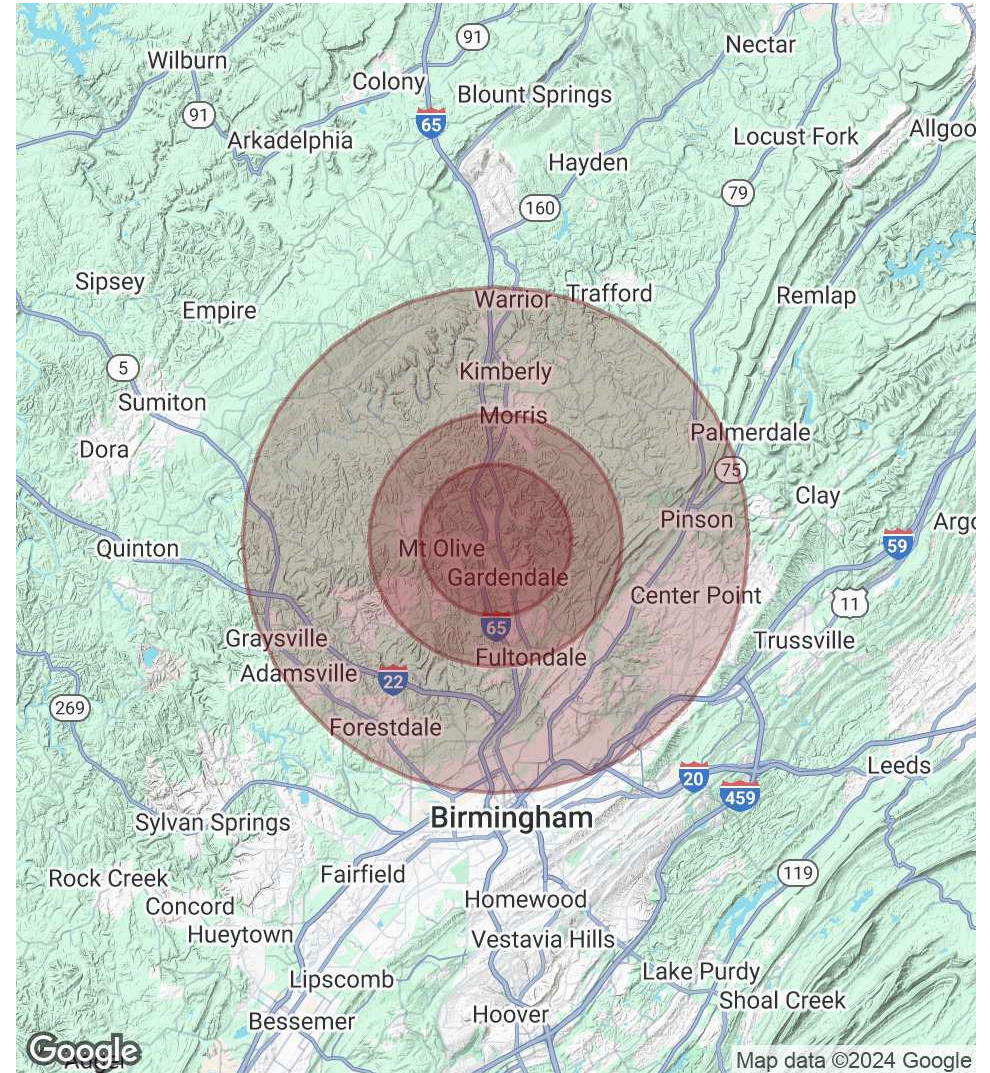 91
Nectar
Wilburn
Colony
Blount Springs
91
65
Allgoo
Locust Fork
Arkadelphia
Hayden
79
160
Sipsey
Trafford
Remlap
Warrior
Empire
5
Kimberly
Sumiton
Morris
Palmerdale
Dora
75
Clay
Pinson
Argo
Quinton
Mt Olive
59
Gardendale
Center Point
11
65
Graysville
Trussville
Fultondale
Adamsville
22
269
Forestdale
Leeds
20
459
Birmingham
Sylvan Springs
Rock Creek
Fairfield
119
Homewood
Concord
Hueytown
Vestavia Hills
Lipscomb
Lake Purdy
Shoal Creek
Bessemer
Hoover
Google
Map data ©2024 Google